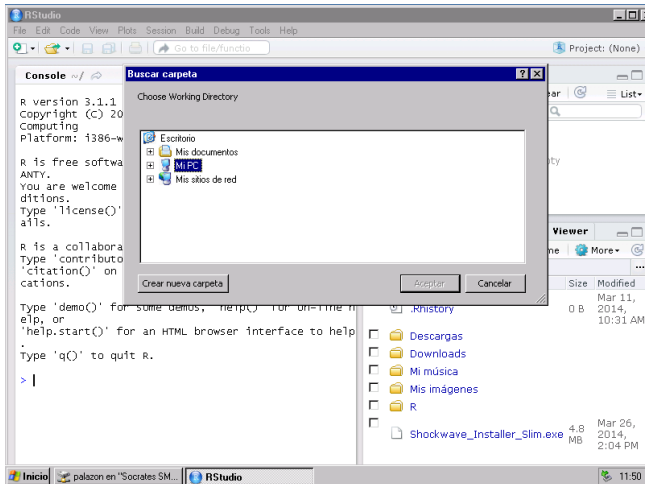 RStudio
File Edit Code View Plots Session Build Debug Tools Help
Go to file/functio
Project: (None)
Console ~/
Buscar carpeta
Choose Working Directory
Escritorio
Mis documentos
Mi PC
Mis sitios de red
Crear nueva carpeta
Aceptar
Cancelar
R version 3.1.1
Copyright (C) 20
Computing
Platform: i386-w
R is free softwa
ANTY.
You are welcome
ditions.
Type 'license()'
ails.
R is a collabora
Type 'contributo
'citation()' on
cations.
Type 'demo()' for some demos, 'help()' for on-line h
elp, or
'help.start()' for an HTML browser interface to help
.
Type 'q()' to quit R.
>
ar
List
pty
Viewer
me
More
...
Size Modified
.Rhistory 0 B Mar 11, 2014, 10:31 AM
Descargas
Downloads
Mi música
Mis imágenes
R
Shockwave_Installer_Slim.exe 4.8 MB Mar 26, 2014, 2:04 PM
Inicio
palazon en "Socrates SM...
RStudio
11:50